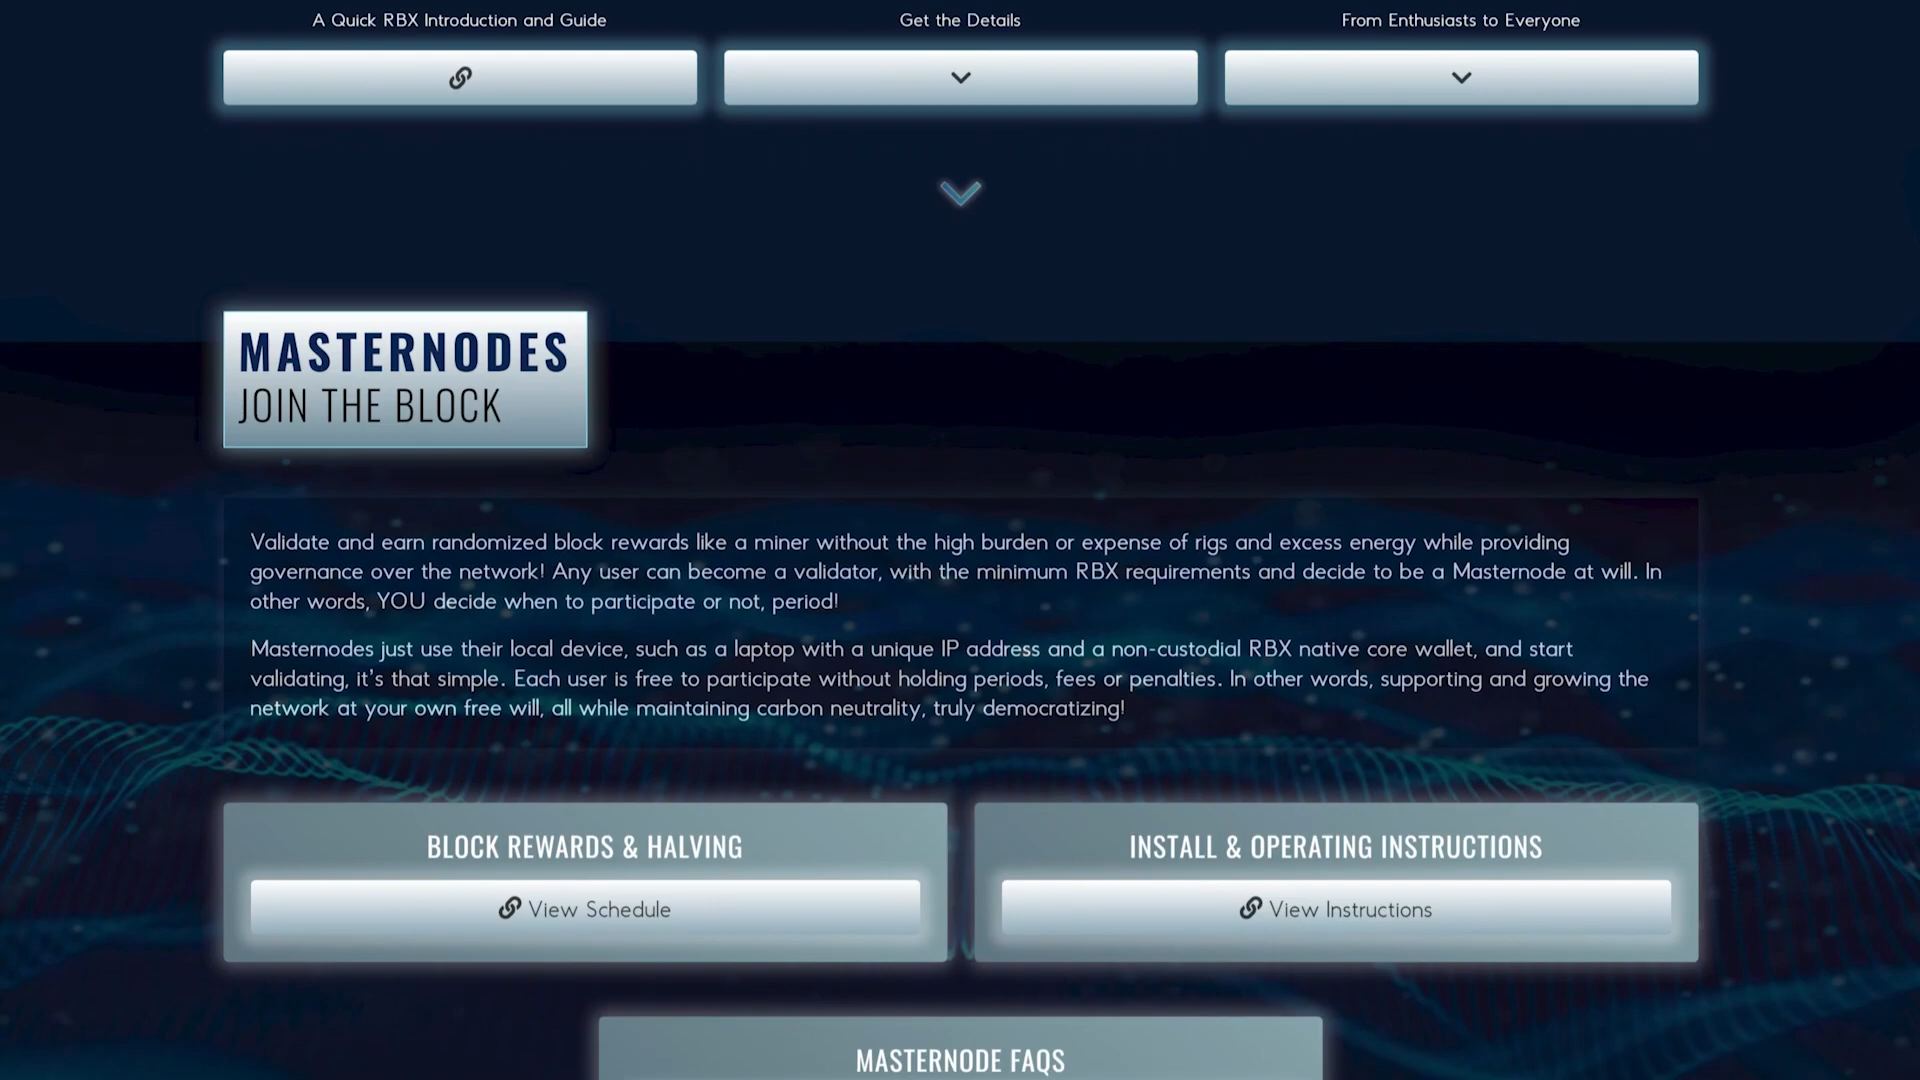 A Quick RBX Introduction and Guide
Get the Details
From Enthusiasts to Everyone
MASTERNODES
JOIN THE BLOCK
Validate and earn randomized block rewards like a miner without the high burden or expense of rigs and excess energy while providing
governance over the network! Any user can become a validator, with the minimum RBX requirements and decide to be a Masternode at will. In
other words, YOU decide when to participate or not, period!
Masternodes just use their local device, such as a laptop with a unique IP address and a non-custodial RBX native core wallet, and start
validating, it's that simple. Each user is free to participate without holding periods, fees or penalties. In other words, supporting and growing the
network at your own free will, all while maintaining carbon neutrality, truly democratizing!
BLOCK REWARDS & HALVING
View Schedule
INSTALL & OPERATING INSTRUCTIONS
View Instructions
MASTERNODE FAQS